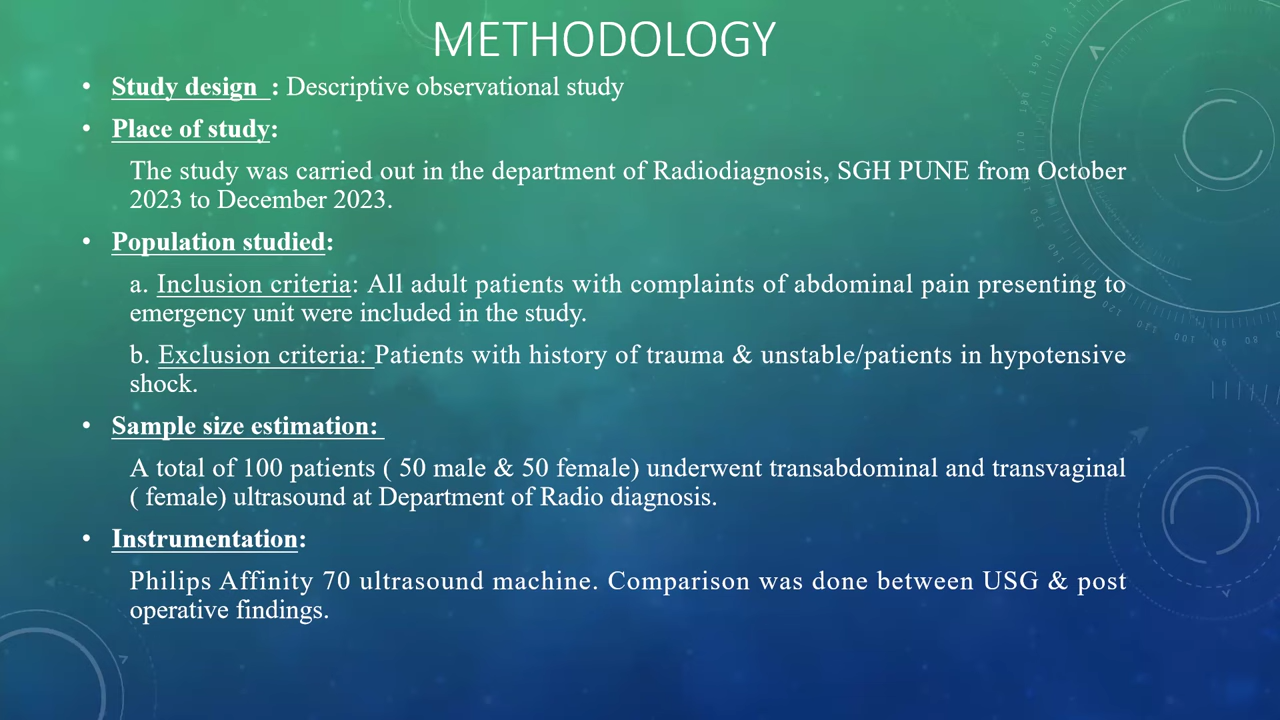 METHODOLOGY
• Study design : Descriptive observational study
• Place of study:
The study was carried out in the department of Radiodiagnosis, SGH PUNE from October
2023 to December 2023.
• Population studied:
a. Inclusion criteria: All adult patients with complaints of abdominal pain presenting to
emergency unit were included in the study.
b. Exclusion criteria: Patients with history of trauma & unstable/patients in hypotensive
shock.
• Sample size estimation:
A total of 100 patients ( 50 male & 50 female) underwent transabdominal and transvaginal
( female) ultrasound at Department of Radio diagnosis.
• Instrumentation:
Philips Affinity 70 ultrasound machine. Comparison was done between USG & post
operative findings.